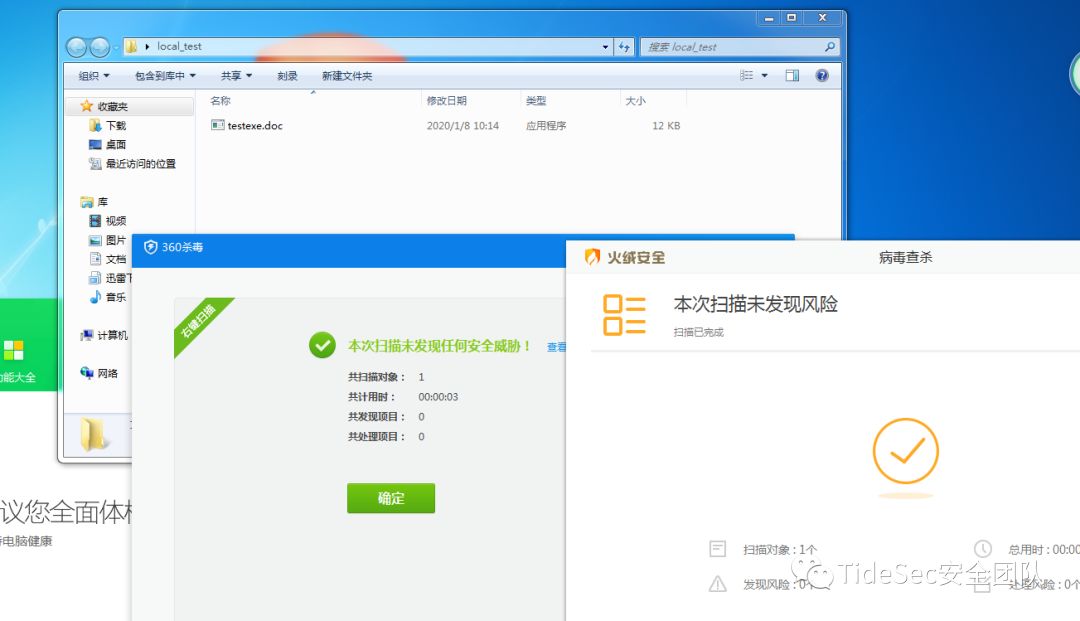 local_test
搜索 local_test
组织
包含到库中
共享
刻录
新建文件夹
收藏夹
下载
桌面
最近访问的位置
库
视频
图片
文档
迅雷下
音乐
计算机
网络
名称
修改日期
类型
大小
testexe.doc
2020/1/8 10:14
应用程序
12 KB
360杀毒
右键扫描
本次扫描未发现任何安全威胁！
查看
共扫描对象： 1
共计用时： 00:00:03
共发现项目： 0
共处理项目： 0
确定
火绒安全
病毒查杀
本次扫描未发现风险
扫描已完成
扫描对象：1个
总用时：00:00
发现风险：0个
处理风险：0个
TideSec安全团队
功能大全
议您全面体检
电脑健康